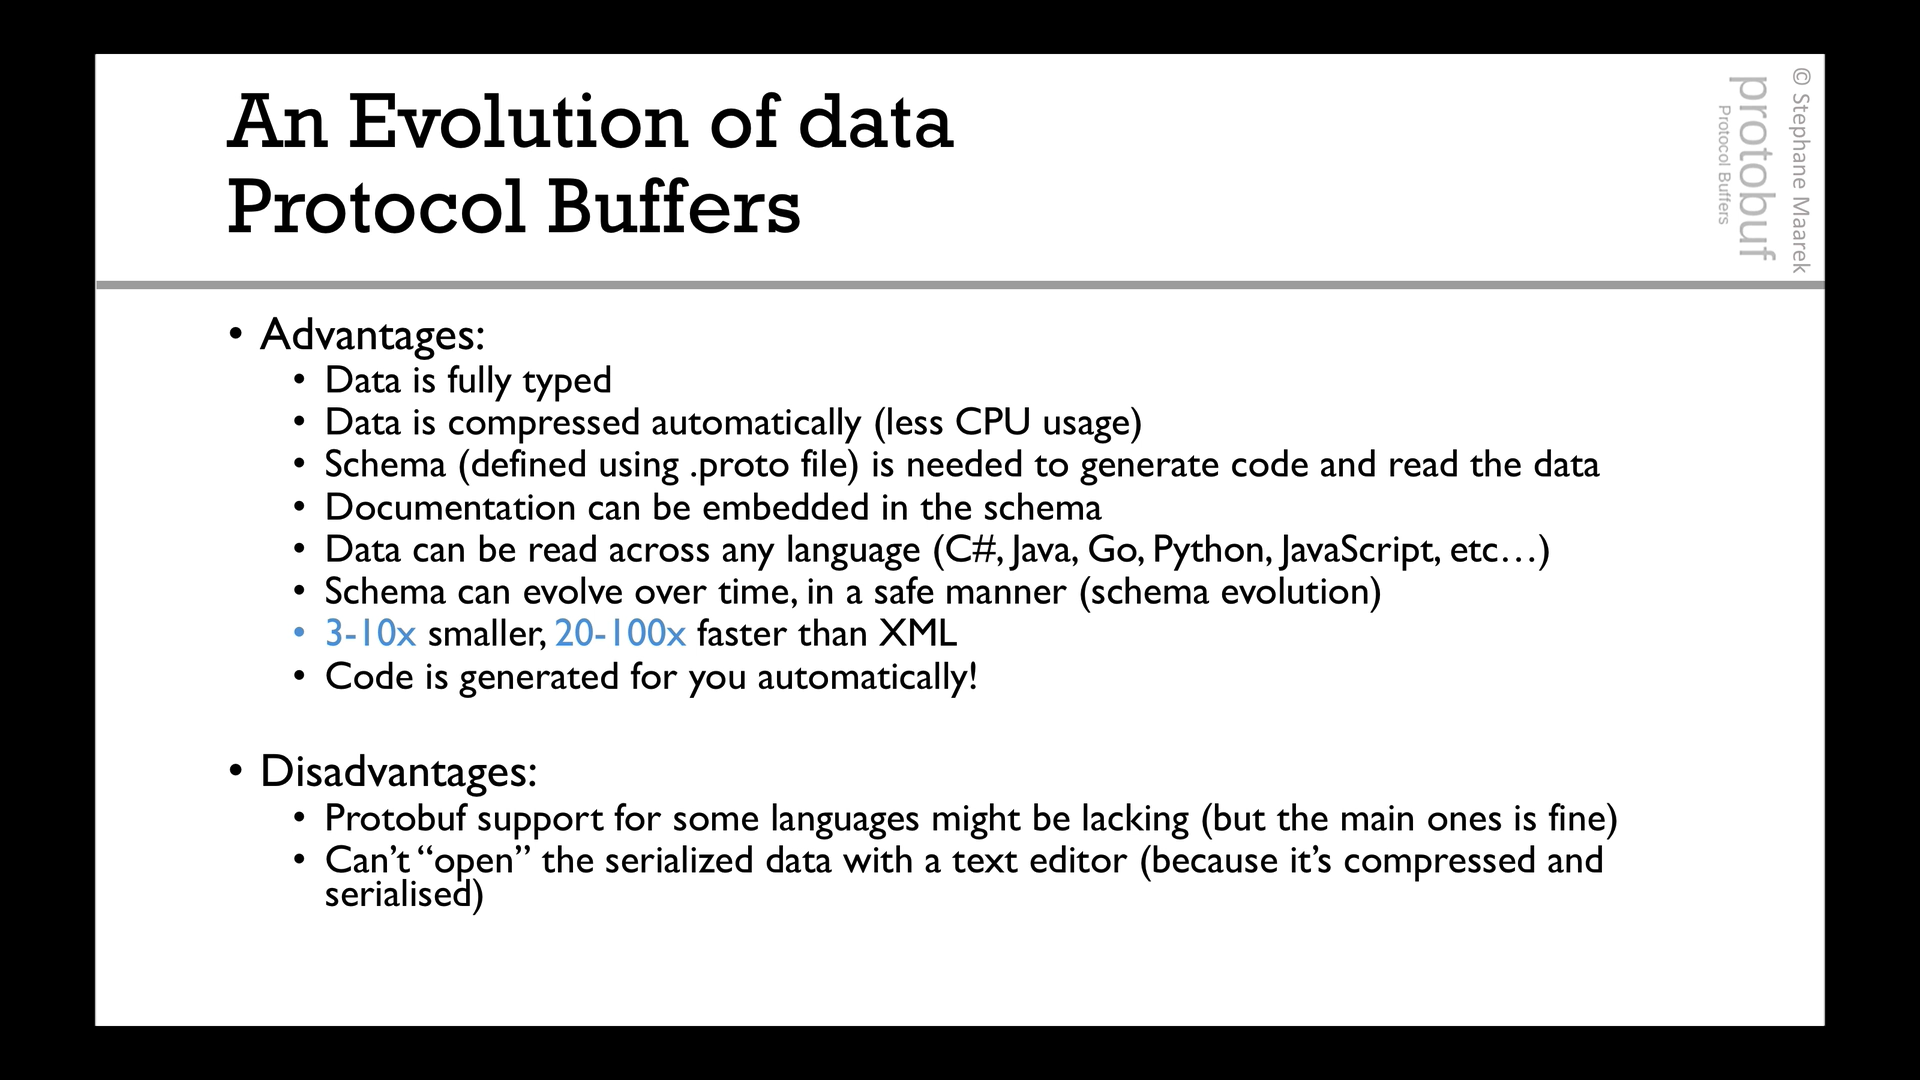 An Evolution of data
Protocol Buffers
© Stephane Maarek
protobuf
Protocol Buffers
• Advantages:
• Data is fully typed
• Data is compressed automatically (less CPU usage)
• Schema (defined using .proto file) is needed to generate code and read the data
• Documentation can be embedded in the schema
• Data can be read across any language (C#, Java, Go, Python, JavaScript, etc…)
• Schema can evolve over time, in a safe manner (schema evolution)
• 3-10x smaller, 20-100x faster than XML
• Code is generated for you automatically!
• Disadvantages:
• Protobuf support for some languages might be lacking (but the main ones is fine)
• Can’t “open” the serialized data with a text editor (because it’s compressed and
serialised)